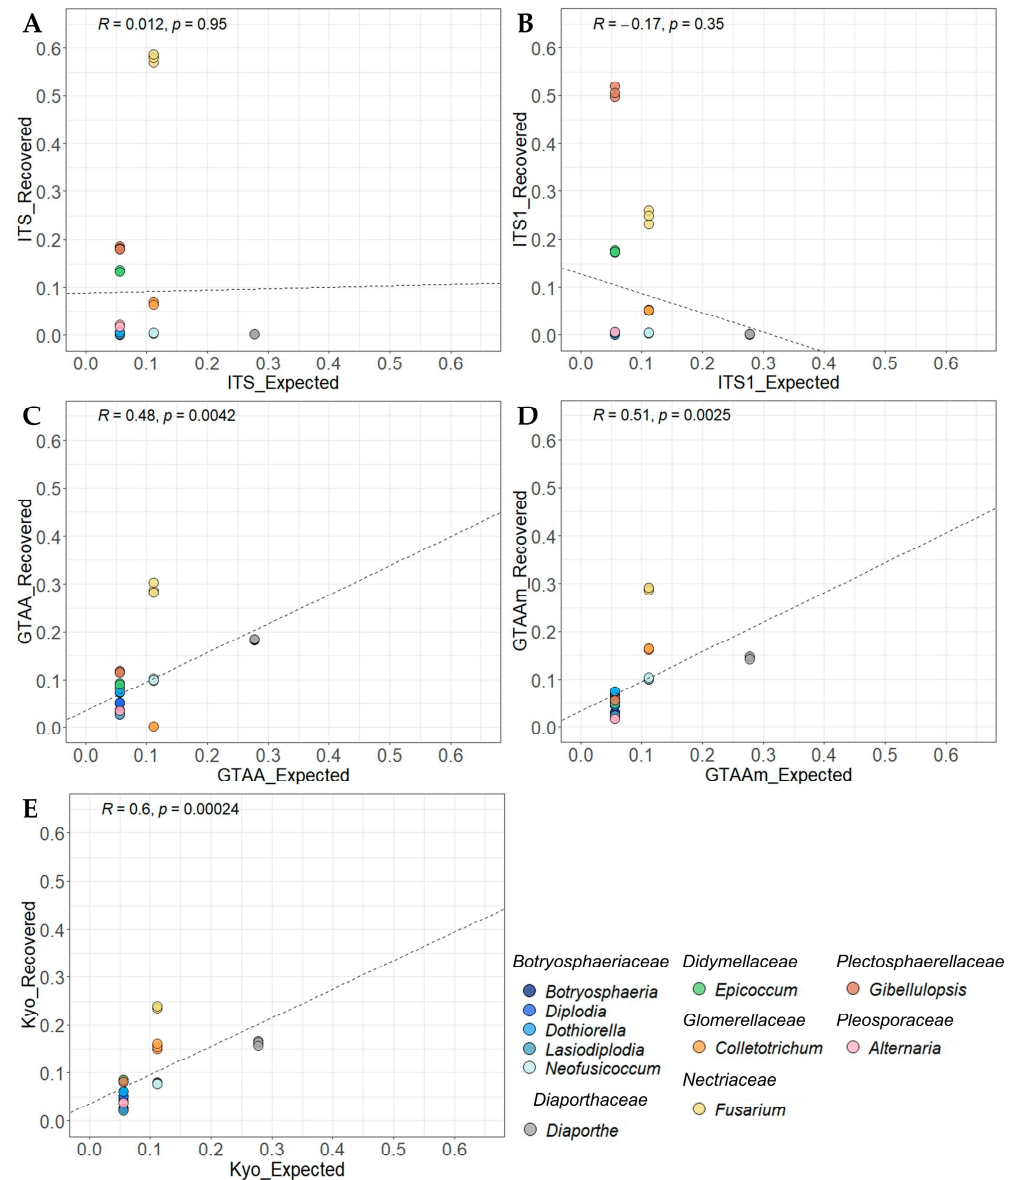 A
R = 0.012, p = 0.95
ITS_Recovered
0.6
0.5
0.4
0.3
0.2
0.1
0.0
0.0 0.1 0.2 0.3 0.4 0.5 0.6
ITS_Expected
B
R = −0.17, p = 0.35
ITS1_Recovered
0.6
0.5
0.4
0.3
0.2
0.1
0.0
0.0 0.1 0.2 0.3 0.4 0.5 0.6
ITS1_Expected
C
R = 0.48, p = 0.0042
GTAA_Recovered
0.6
0.5
0.4
0.3
0.2
0.1
0.0
0.0 0.1 0.2 0.3 0.4 0.5 0.6
GTAA_Expected
D
R = 0.51, p = 0.0025
GTAAm_Recovered
0.6
0.5
0.4
0.3
0.2
0.1
0.0
0.0 0.1 0.2 0.3 0.4 0.5 0.6
GTAAm_Expected
E
R = 0.6, p = 0.00024
Kyo_Recovered
0.6
0.5
0.4
0.3
0.2
0.1
0.0
0.0 0.1 0.2 0.3 0.4 0.5 0.6
Kyo_Expected
Botryosphaeriaceae
Botryosphaeria
Diplodia
Dothiorella
Lasiodiplodia
Neofusicoccum
Diaporthaceae
Diaporthe
Didymellaceae
Epicoccum
Glomerellaceae
Colletotrichum
Nectriaceae
Fusarium
Plectosphaerellaceae
Gibellulopsis
Pleosporaceae
Alternaria